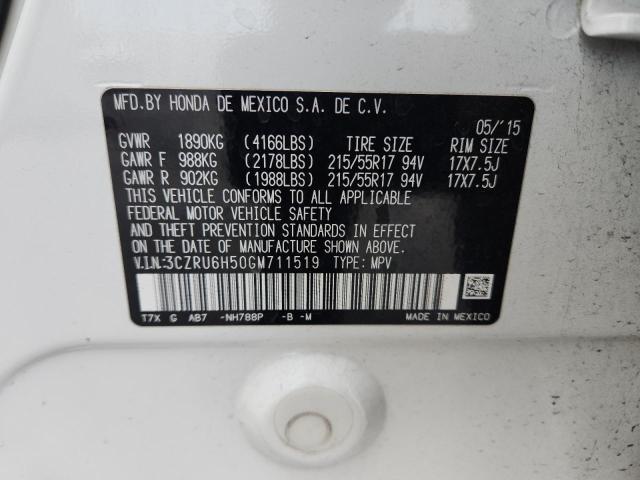 MFD.BY HONDA DE MEXICO S.A. DE C.V.
05/'15
GVWR 1890KG (4166LBS) TIRE SIZE RIM SIZE
GAWR F 988KG (2178LBS) 215/55R17 94V 17X7.5J
GAWR R 902KG (1988LBS) 215/55R17 94V 17X7.5J
THIS VEHICLE CONFORMS TO ALL APPLICABLE
FEDERAL MOTOR VEHICLE SAFETY
AND THEFT PREVENTION STANDARDS IN EFFECT
ON THE DATE OF MANUFACTURE SHOWN ABOVE.
V.I.N:3CZRU6H50GM711519 TYPE: MPV
T7X G AB7 -NH788P -B -M MADE IN MEXICO